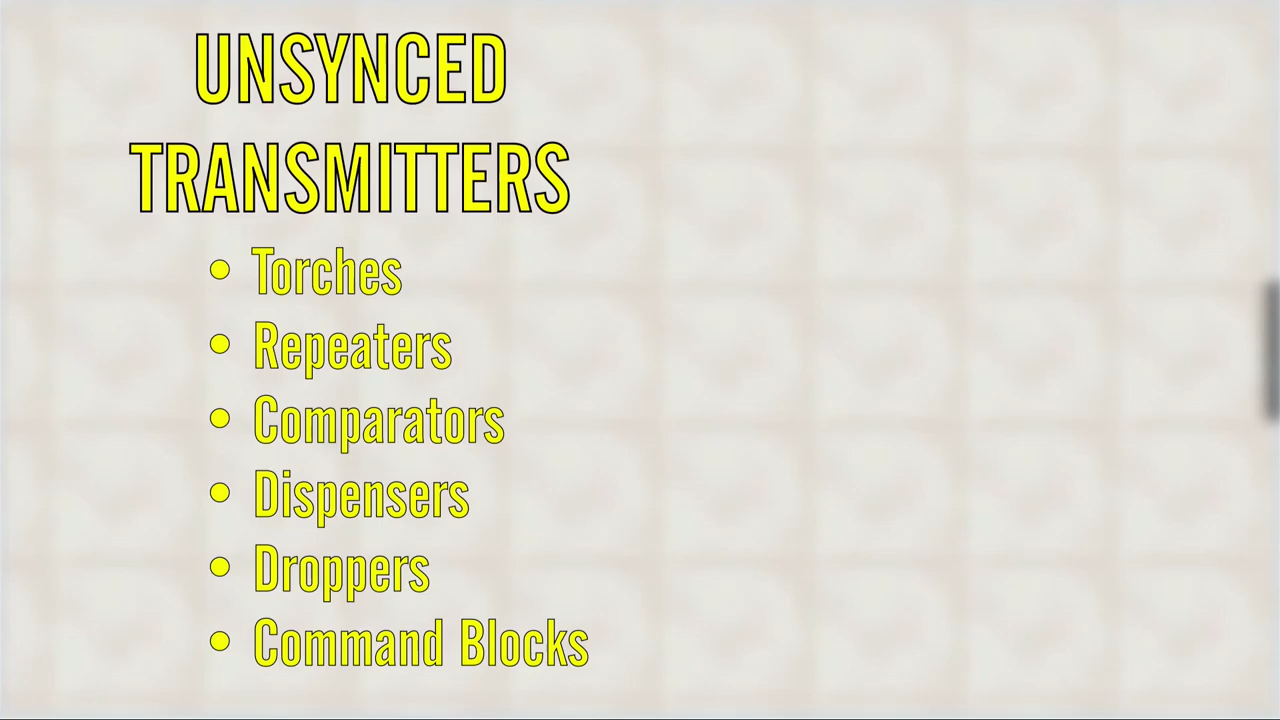 UNSYNCED
TRANSMITTERS
• Torches
• Repeaters
• Comparators
• Dispensers
• Droppers
• Command Blocks